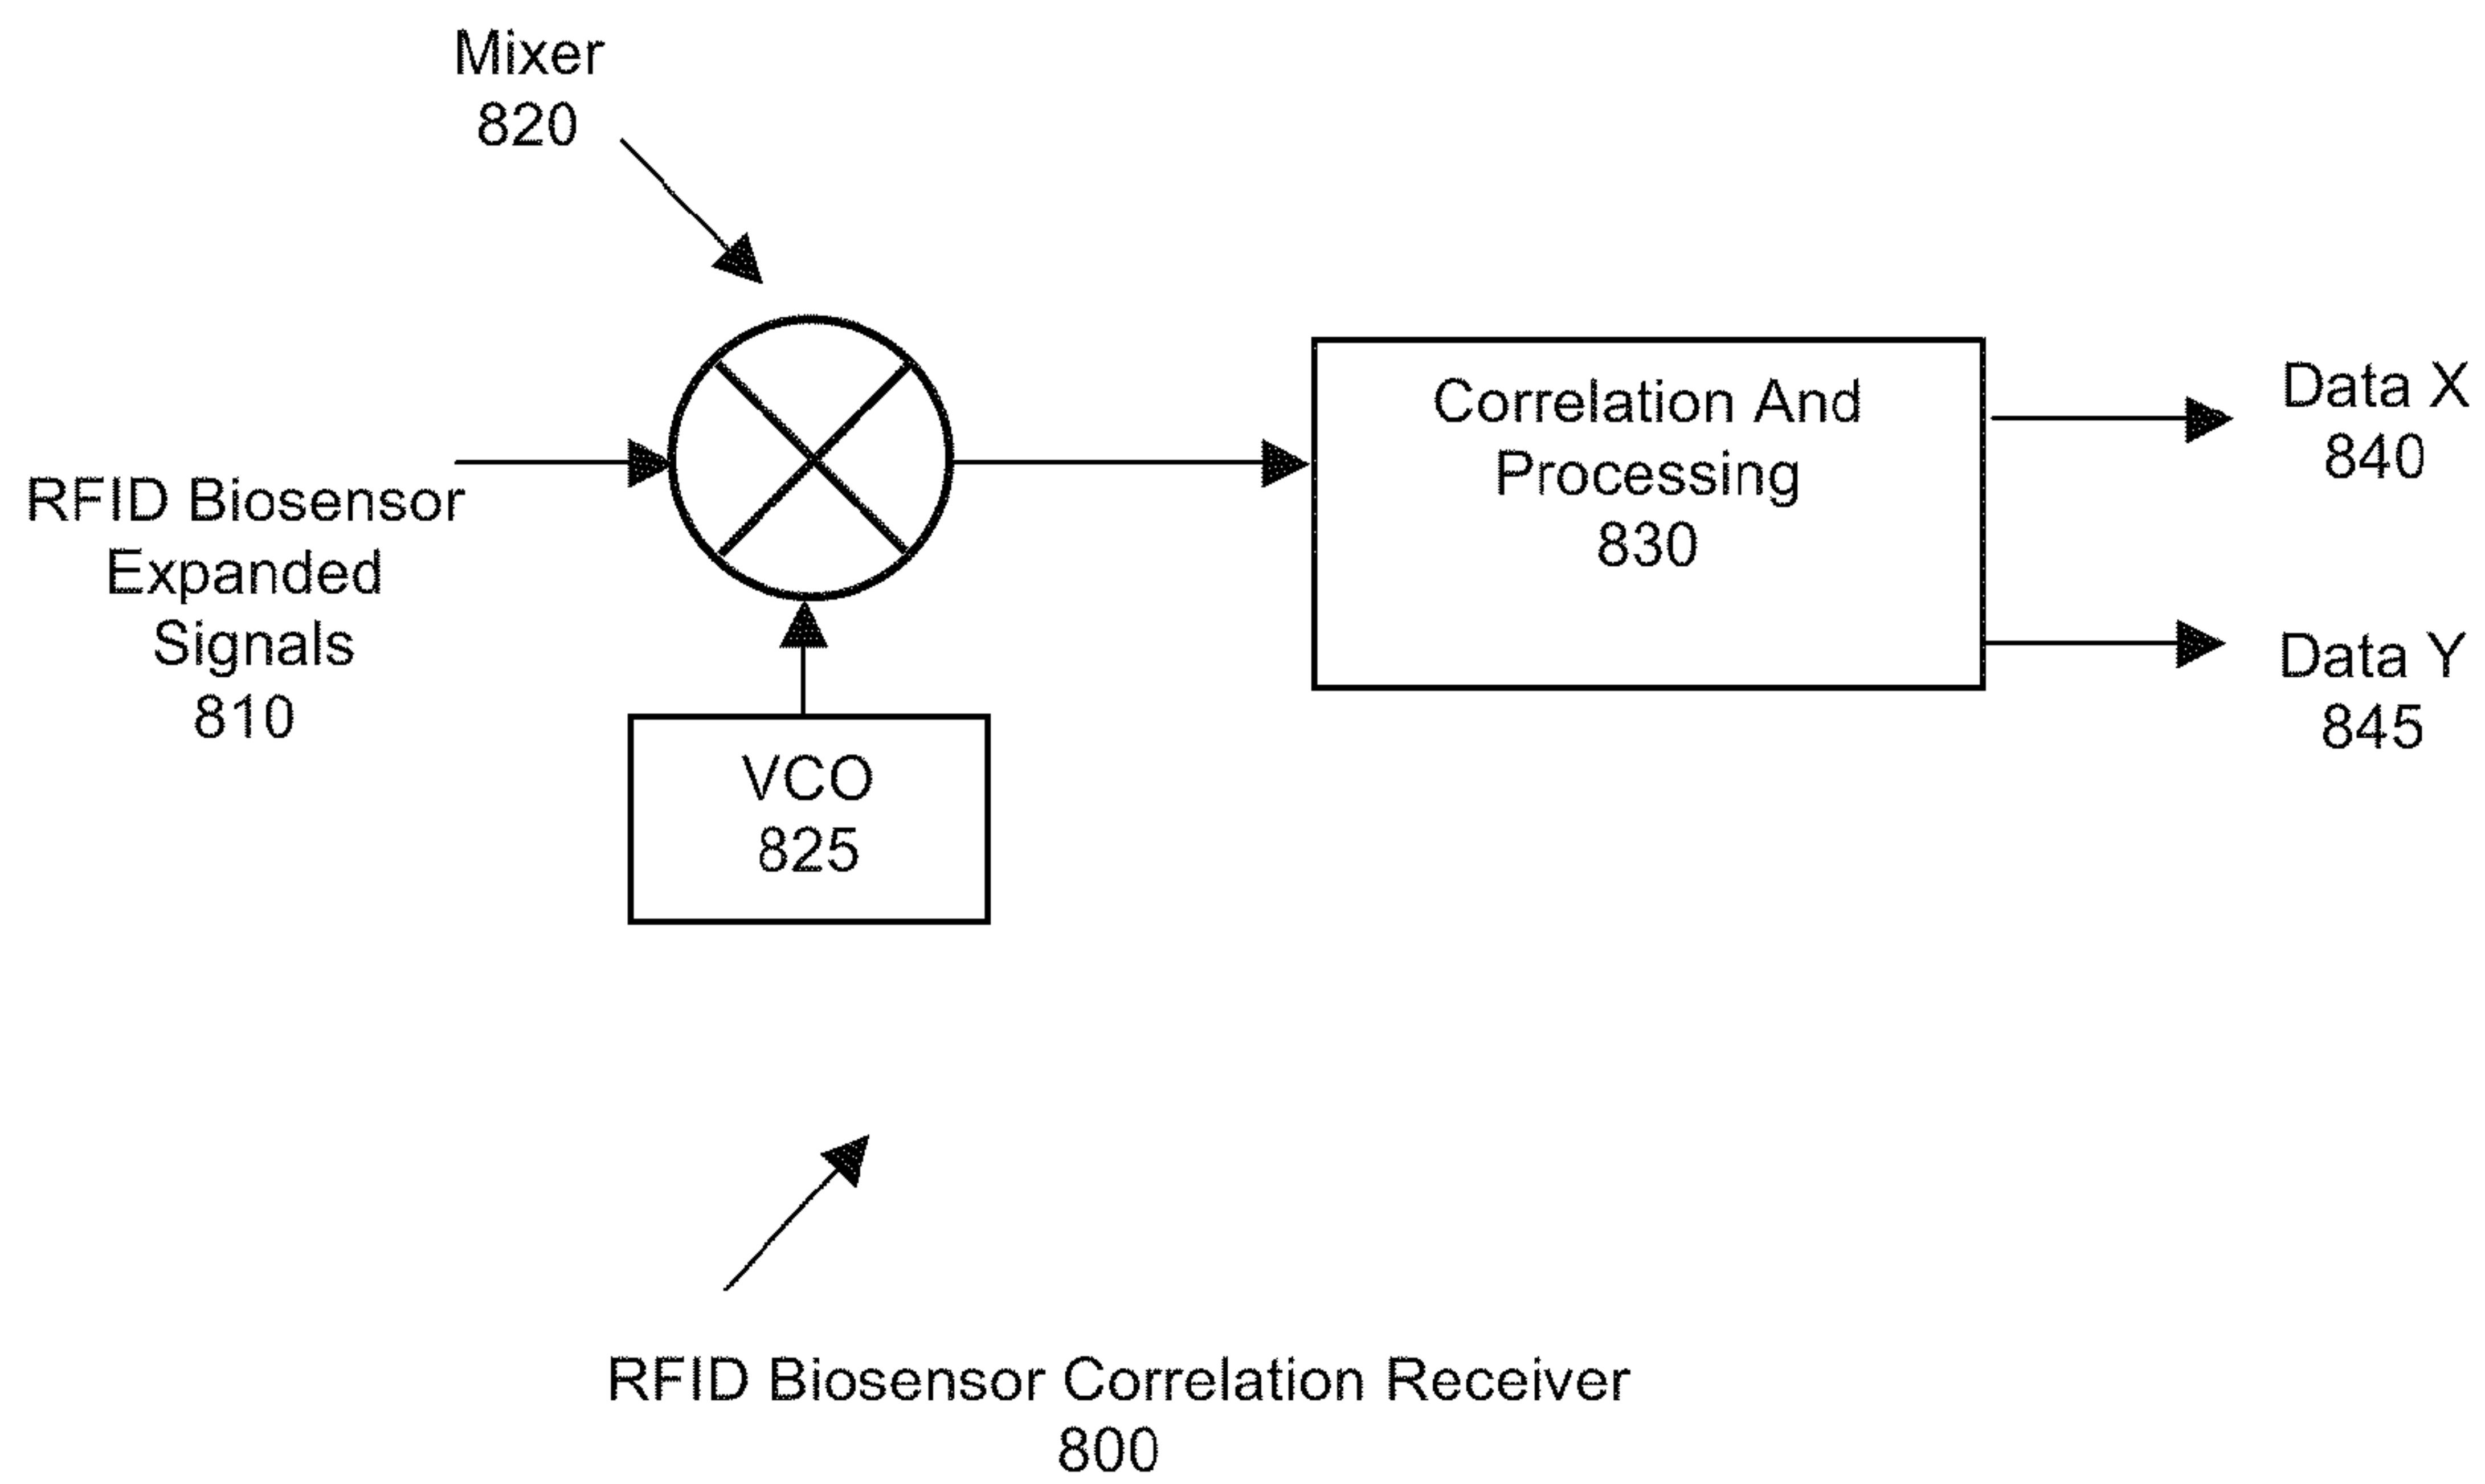 Mixer
820
RFID Biosensor
Expanded
Signals
810
VCO
825
Correlation And
Processing
830
Data X
840
Data Y
845
RFID Biosensor Correlation Receiver
800